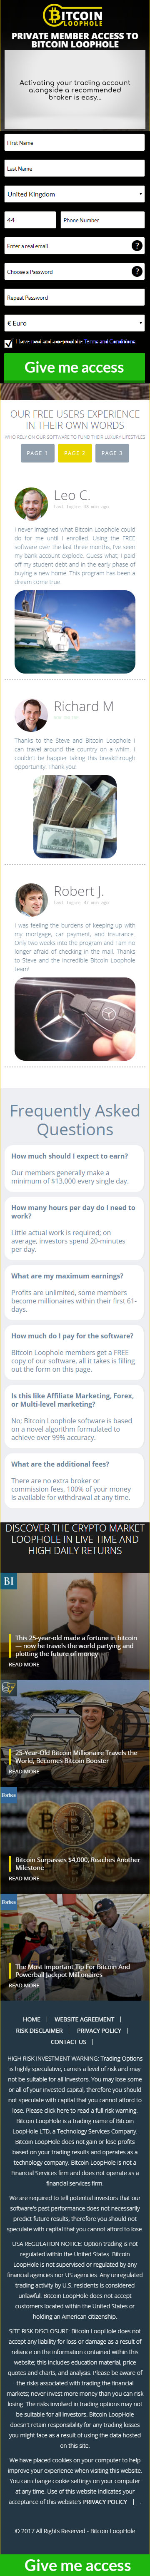 BITCOIN
LOOPHOLE
PRIVATE MEMBER ACCESS TO
BITCOIN LOOPHOLE
Activating your trading account
alongside a recommended
broker is easy...
First Name
Last Name
United Kingdom
44
Phone Number
Enter a real email
?
Choose a Password
?
Repeat Password
€ Euro
I have read and accepted the Terms and Conditions
Give me access
OUR FREE USERS EXPERIENCE
IN THEIR OWN WORDS
WHO RELY ON OUR SOFTWARE TO FUND THEIR LUXURY LIFESTYLES
PAGE 1
PAGE 2
PAGE 3
Leo C.
Last login: 38 min ago
I never imagined what Bitcoin Loophole could
do for me until I enrolled. Using the FREE
software over the last three months, I've seen
my bank account explode. Guess what, I paid
off my student debt and in the early phase of
buying a new home. This program has been a
dream come true.
Richard M
Thanks to the Steve and Bitcoin Loophole I
can travel around the country on a whim. I
couldn't be happier taking this breakthrough
opportunity. Thank you!
Robert J.
Last login: 47 min ago
I was feeling the burdens of keeping-up with
my mortgage, car payment, and insurance.
Only two weeks into the program and I am no
longer afraid of checking in the mail. Thanks
to Steve and the incredible Bitcoin Loophole
team!
Frequently Asked
Questions
How much should I expect to earn?
Our members generally make a
minimum of $13,000 every single day.
How many hours per day do I need to
work?
Little actual work is required; on
average, investors spend 20-minutes
per day.
What are my maximum earnings?
Profits are unlimited, some members
become millionaires within their first 61-
days.
How much do I pay for the software?
Bitcoin Loophole members get a FREE
copy of our software, all it takes is filling
out the form on this page.
Is this like Affiliate Marketing, Forex,
or Multi-level marketing?
No; Bitcoin Loophole software is based
on a novel algorithm formulated to
achieve over 99% accuracy.
What are the additional fees?
There are no extra broker or
commission fees, 100% of your money
is available for withdrawal at any time.
DISCOVER THE CRYPTO MARKET
LOOPHOLE IN LIVE TIME AND
HIGH DAILY RETURNS
BI
This 25-year-old made a fortune in bitcoin
— now he travels the world partying and
plotting the future of money
READ MORE
25-Year-Old Bitcoin Millionaire Travels the
World, Becomes Bitcoin Booster
READ MORE
Forbes
Bitcoin Surpasses $4,000, Reaches Another
Milestone
READ MORE
Forbes
The Most Important Tip For Bitcoin And
Powerball Jackpot Millionaires
READ MORE
HOME | WEBSITE AGREEMENT |
RISK DISCLAIMER | PRIVACY POLICY |
CONTACT US |
HIGH RISK INVESTMENT WARNING: Trading Options
is highly speculative, carries a level of risk and may
not be suitable for all investors. You may lose some
or all of your invested capital, therefore you should
not speculate with capital that you cannot afford to
lose. Please click here to read a full risk warning.
Bitcoin LoopHole is a trading name of Bitcoin
LoopHole LTD, a Technology Services Company.
Bitcoin LoopHole does not gain or lose profits
based on your trading results and operates as a
technology company. Bitcoin LoopHole is not a
Financial Services firm and does not operate as a
financial services firm.
We are required to tell potential investors that our
software's past performance does not necessarily
predict future results, therefore you should not
speculate with capital that you cannot afford to lose.
USA REGULATION NOTICE: Option trading is not
regulated within the United States. Bitcoin
LoopHole is not supervised or regulated by any
financial agencies nor US agencies. Any unregulated
trading activity by U.S. residents is considered
unlawful. Bitcoin LoopHole does not accept
customers located within the United States or
holding an American citizenship.
SITE RISK DISCLOSURE: Bitcoin LoopHole does not
accept any liability for loss or damage as a result of
reliance on the information contained within this
website; this includes education material, price
quotes and charts, and analysis. Please be aware of
the risks associated with trading the financial
markets; never invest more money than you can risk
losing. The risks involved in trading options may not
be suitable for all investors. Bitcoin LoopHole
doesn't retain responsibility for any trading losses
you might face as a result of using the data hosted
on this site.
We have placed cookies on your computer to help
improve your experience when visiting this website.
You can change cookie settings on your computer
at any time. Use of this website indicates your
acceptance of this website's PRIVACY POLICY |
© 2017 All Rights Reserved - Bitcoin LoopHole
Give me access